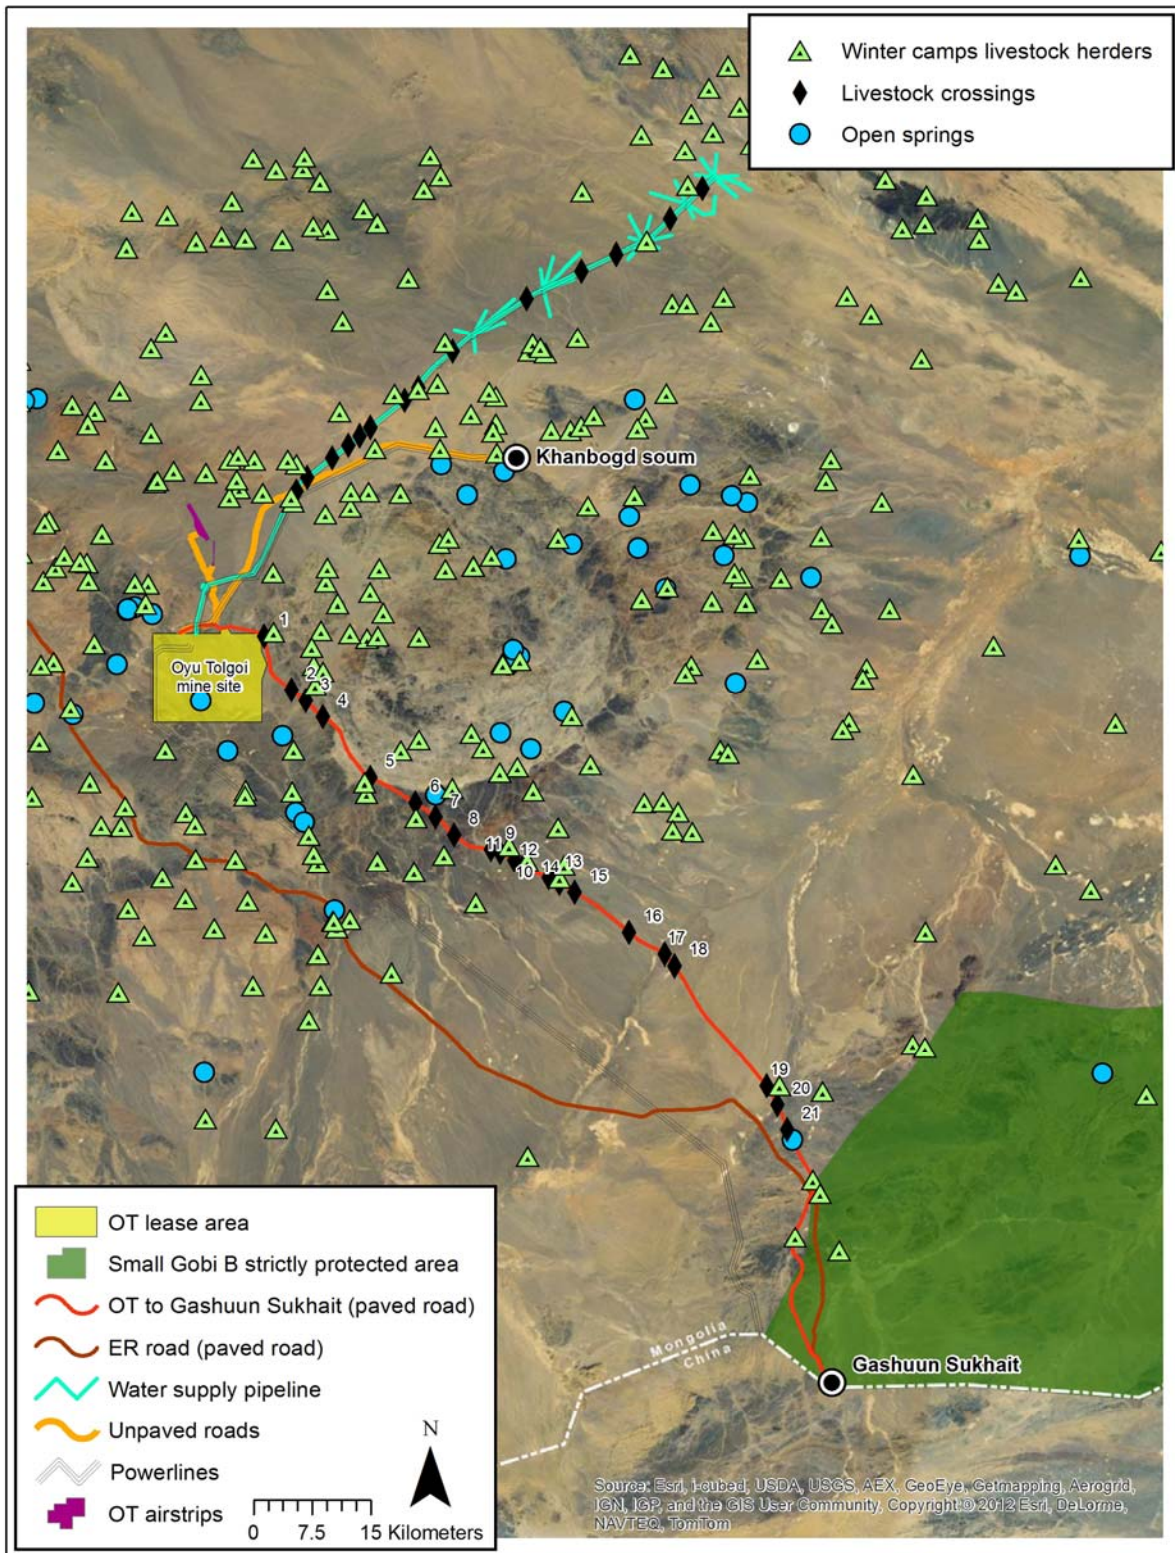 Winter camps livestock herders
Livestock crossings
Open springs
Khanbogd soum
1
Oyu Tolgoi
mine site
2
3
4
5
6
7
8
9
11
12
10
13
14
15
16
17
18
19
20
21
Mongolia
China
Gashuun Sukhait
OT lease area
Small Gobi B strictly protected area
OT to Gashuun Sukhait (paved road)
ER road (paved road)
Water supply pipeline
Unpaved roads
Powerlines
OT airstrips
N
0 7.5 15 Kilometers
Source: Esri, i-cubed, USDA, USGS, AEX, GeoEye, Getmapping, Aerogrid,
IGN, IGP, and the GIS User Community, Copyright:© 2012 Esri, DeLorme,
NAVTEQ, TomTom